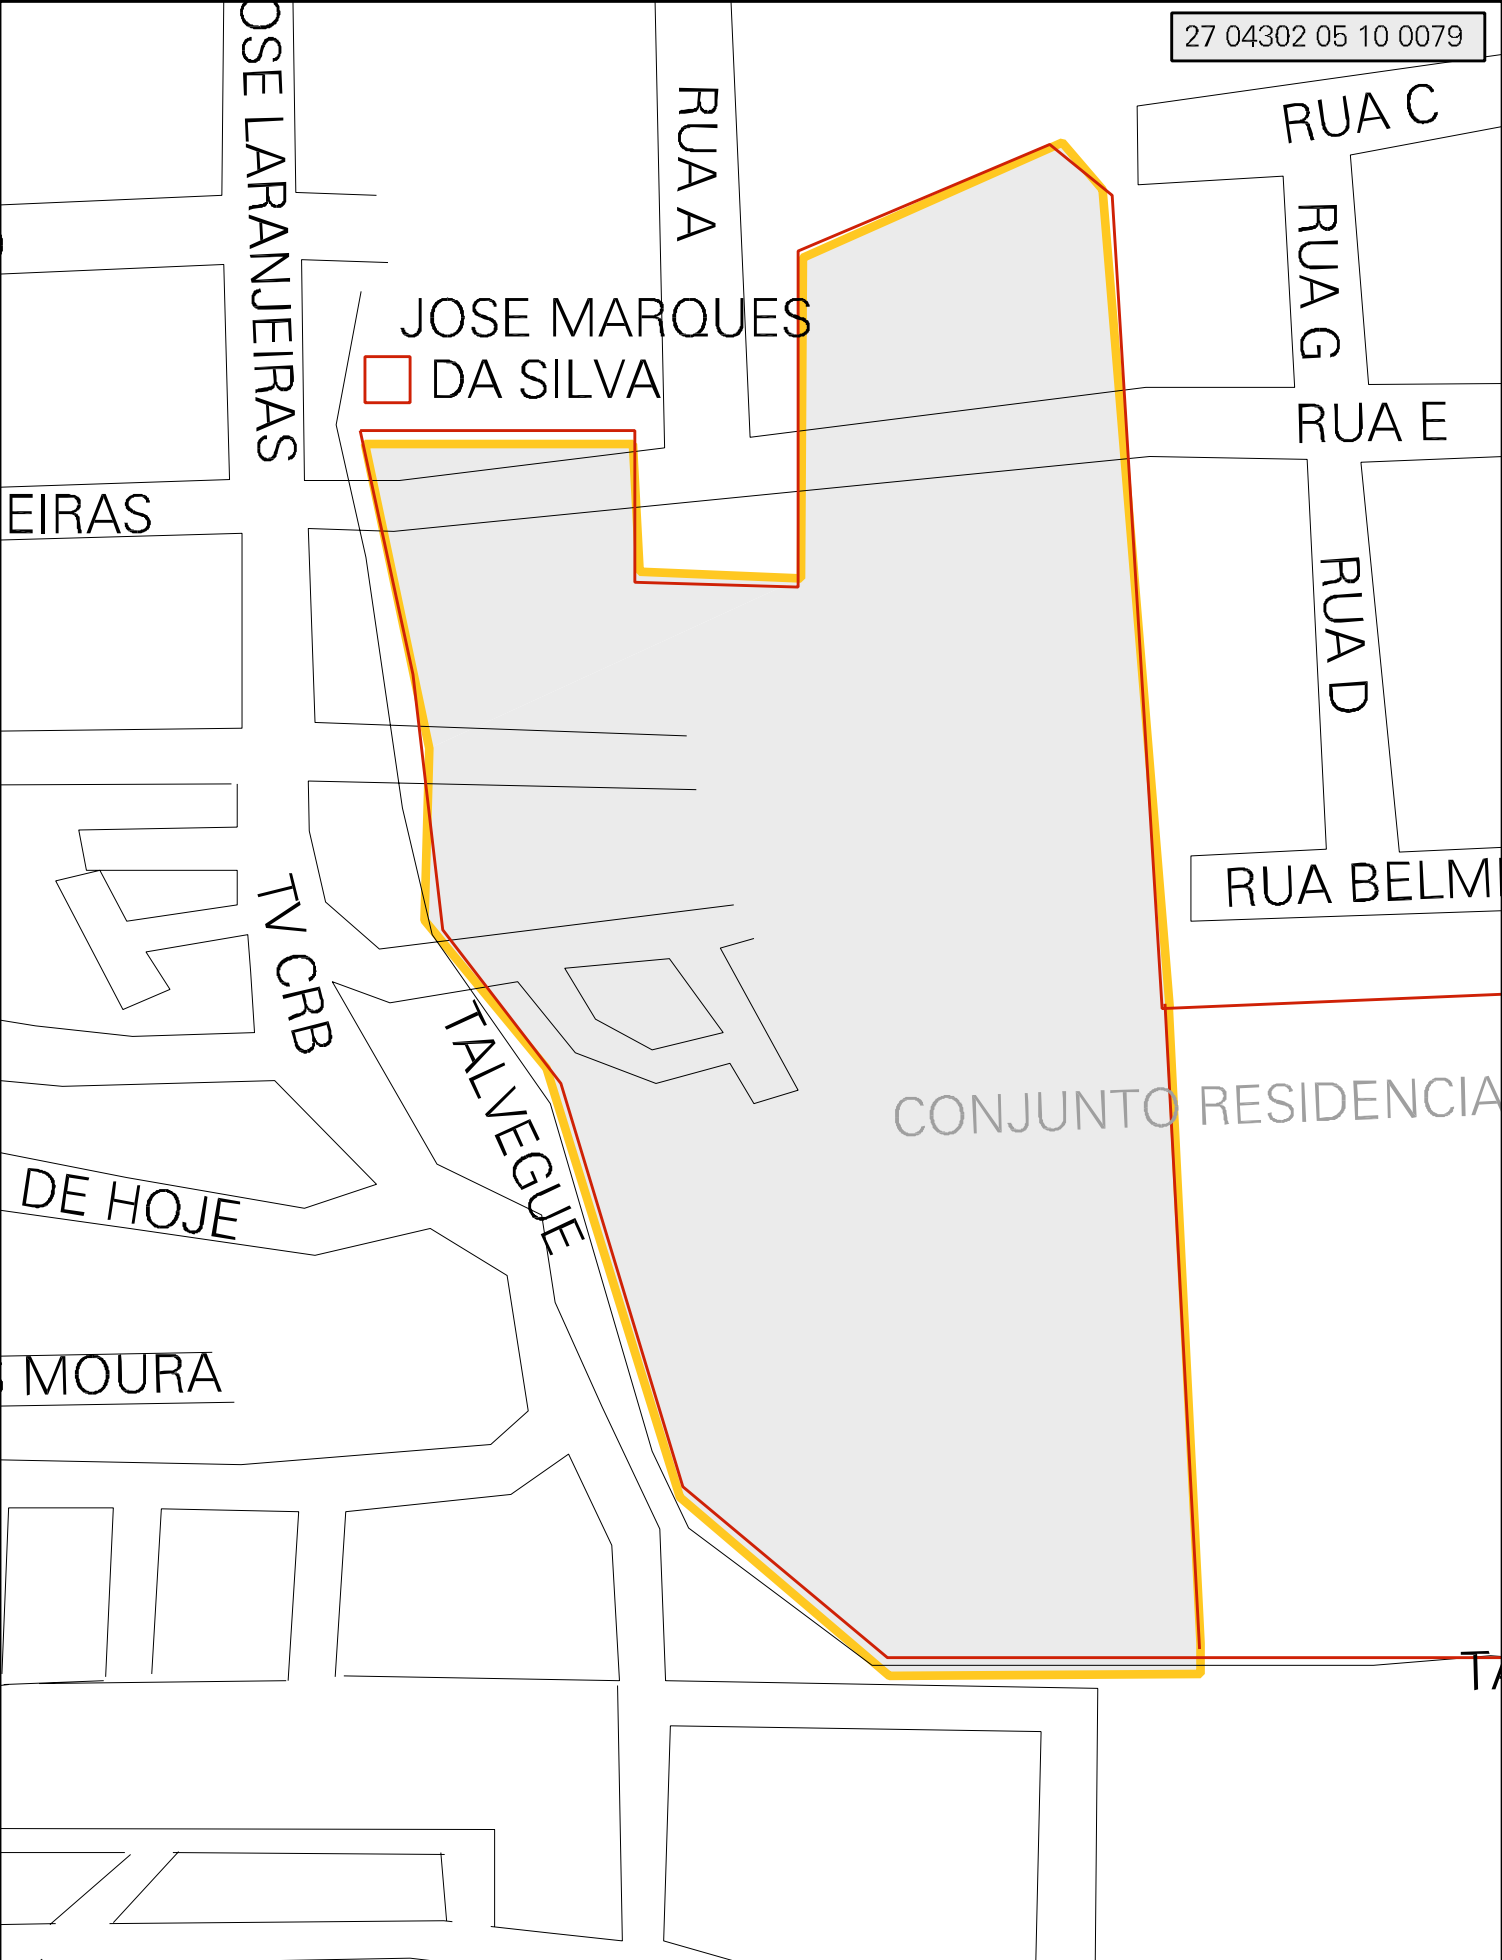 27 04302 05 10 0079
RUA C
OSE LARANJEIRAS
RUA A
RUA G
JOSE MARQUES
DA SILVA
RUA E
EIRAS
RUA D
RUA BELM
TV CRB
TALVEGUE
CONJUNTO RESIDENCIA
DE HOJE
MOURA
TA